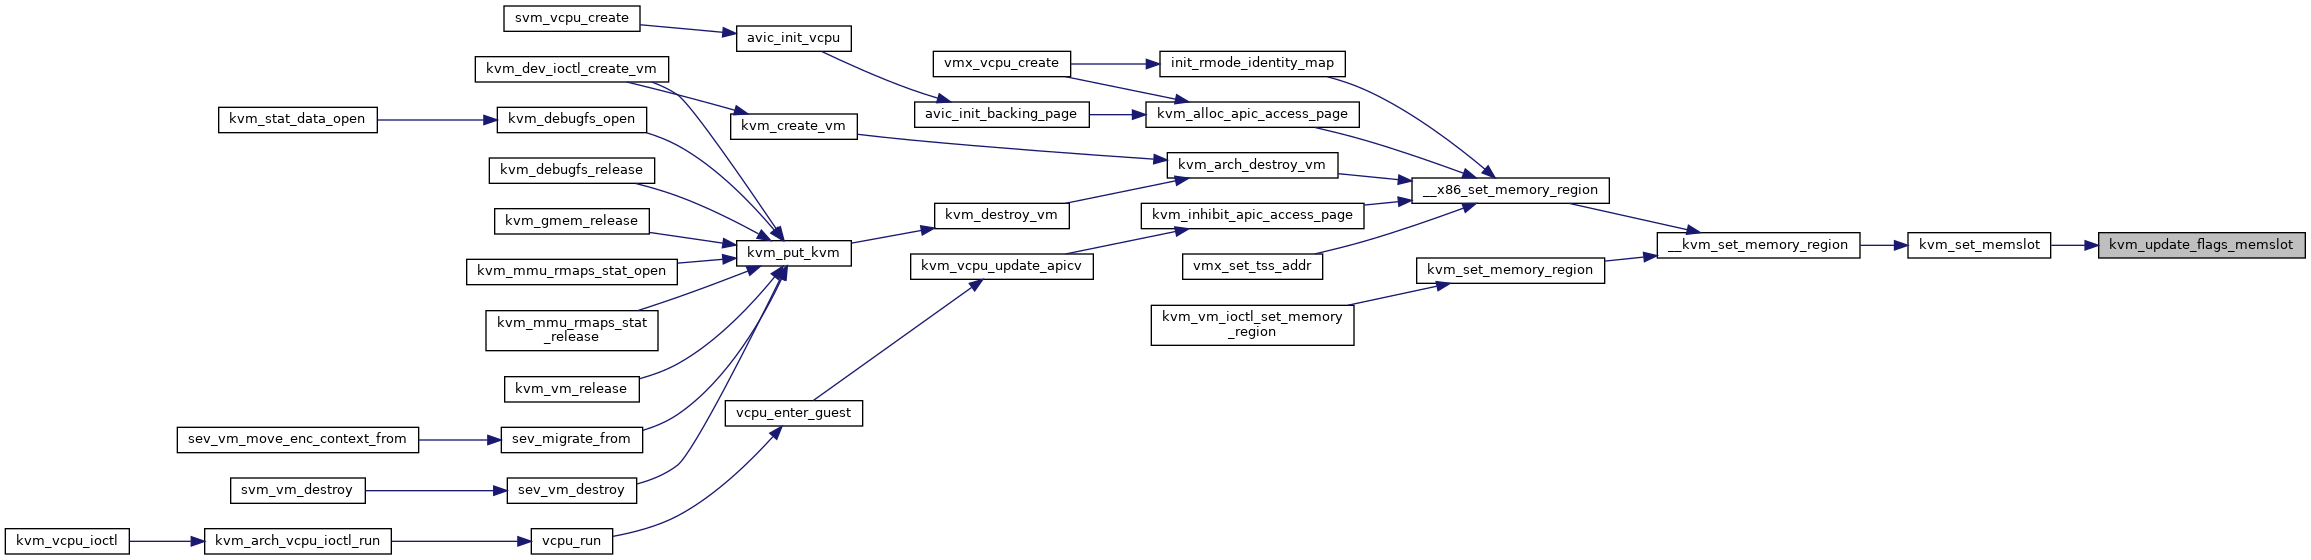 svm_vcpu_create
avic_init_vcpu
kvm_dev_ioctl_create_vm
vmx_vcpu_create
init_rmode_identity_map
kvm_stat_data_open
kvm_debugfs_open
kvm_create_vm
avic_init_backing_page
kvm_alloc_apic_access_page
kvm_debugfs_release
kvm_arch_destroy_vm
__x86_set_memory_region
kvm_gmem_release
kvm_destroy_vm
kvm_inhibit_apic_access_page
kvm_put_kvm
__kvm_set_memory_region
kvm_set_memslot
kvm_update_flags_memslot
kvm_mmu_rmaps_stat_open
kvm_vcpu_update_apicv
vmx_set_tss_addr
kvm_set_memory_region
kvm_mmu_rmaps_stat
_release
kvm_vm_ioctl_set_memory
_region
kvm_vm_release
vcpu_enter_guest
sev_vm_move_enc_context_from
sev_migrate_from
svm_vm_destroy
sev_vm_destroy
kvm_vcpu_ioctl
kvm_arch_vcpu_ioctl_run
vcpu_run